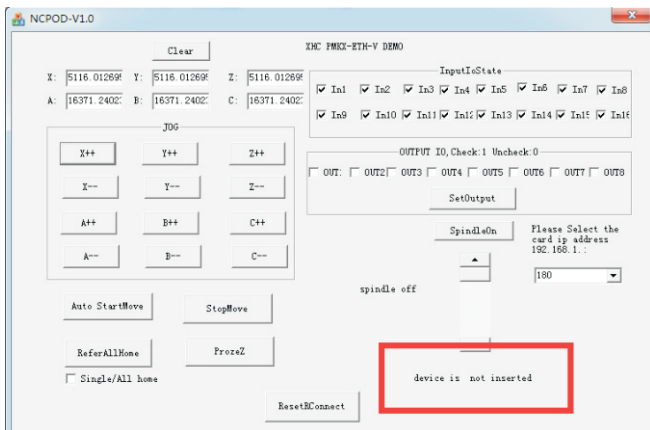 NCPOD-V1.0
Clear
XHC PMKX-ETH-V DEMO
X: 5116.01269 Y: 5116.01269 Z: 5116.01269
A: 16371.2402 B: 16371.2402 C: 16371.2402
InputIoState
In1 In2 In3 In4 In5 In6 In7 In8
In9 In10 In11 In12 In13 In14 In15 In16
JOG
X++ Y++ Z++
X-- Y-- Z--
A++ B++ C++
A-- B-- C--
OUTPUT IO,Check:1 Uncheck:0
OUT: OUT2 OUT3 OUT4 OUT5 OUT6 OUT7 OUT8
SetOutput
SpindleOn
Please Select the
card ip address
192.168.1.:
180
spindle off
Auto StartMove
StopMove
ReferAllHome
ProzeZ
Single/All home
device is not inserted
ResetRConnect